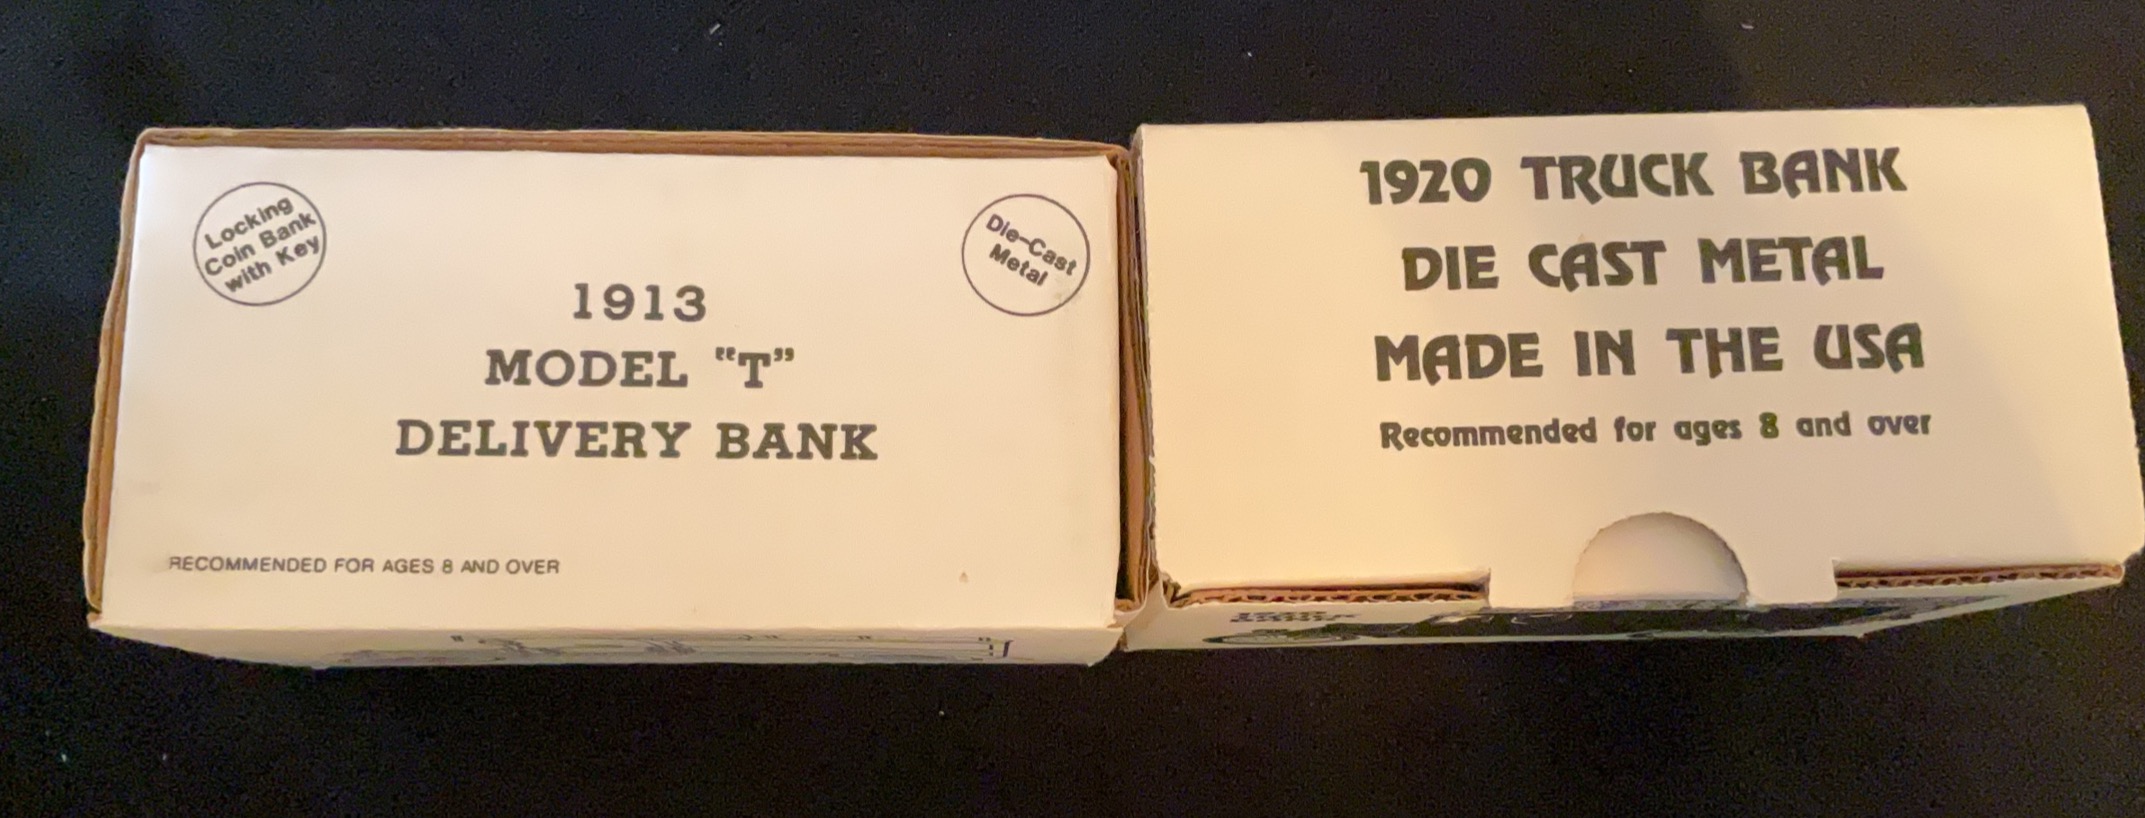 Locking
Coin Bank
with Key
Die-Cast
Metal
1913
MODEL "T"
DELIVERY BANK
RECOMMENDED FOR AGES 8 AND OVER
1920 TRUCK BANK
DIE CAST METAL
MADE IN THE USA
Recommended for ages 8 and over